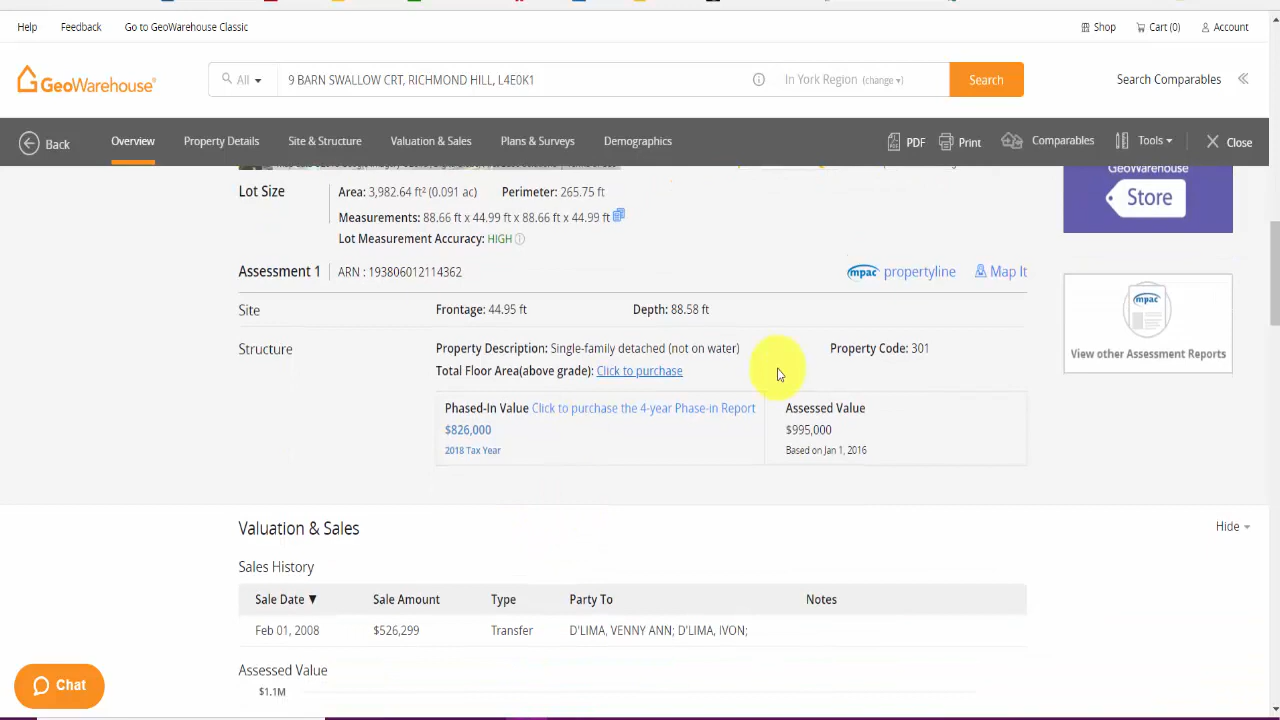 Help Feedback Go to GeoWarehouse Classic Shop Cart (0) Account
GeoWarehouse® All 9 BARN SWALLOW CRT, RICHMOND HILL, L4E0K1 In York Region (change) Search Search Comparables
Back Overview Property Details Site & Structure Valuation & Sales Plans & Surveys Demographics PDF Print Comparables Tools Close
GeoWarehouse
Store
Lot Size Area: 3,982.64 ft² (0.091 ac) Perimeter: 265.75 ft
Measurements: 88.66 ft x 44.99 ft x 88.66 ft x 44.99 ft
Lot Measurement Accuracy: HIGH
Assessment 1 ARN : 193806012114362 mpac propertyline Map It
Site Frontage: 44.95 ft Depth: 88.58 ft
mpac
View other Assessment Reports
Structure Property Description: Single-family detached (not on water) Property Code: 301
Total Floor Area(above grade): Click to purchase
Phased-In Value Click to purchase the 4-year Phase-in Report Assessed Value
$826,000 $995,000
2018 Tax Year Based on Jan 1, 2016
Valuation & Sales Hide
Sales History
Sale Date ▼ Sale Amount Type Party To Notes
Feb 01, 2008 $526,299 Transfer D'LIMA, VENNY ANN; D'LIMA, IVON;
Assessed Value
$1.1M
Chat